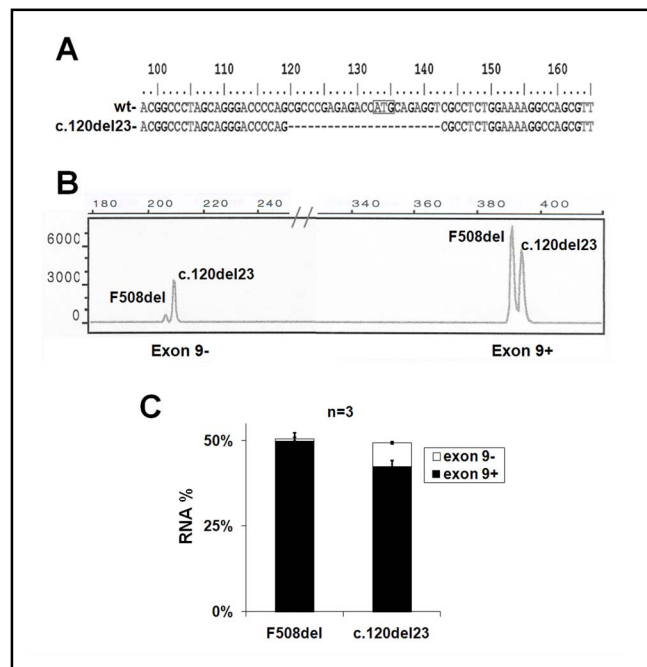 A
100 110 120 130 140 150 160
wt- ACGGCCCTAGCAGGGACCCCAGCGCCCGAGAGACCATGCAGAGGTCGCCTCTGGAAAAGGCCAGCGTT
c.120del23- ACGGCCCTAGCAGGGACCCCAG-----------------------CGCCTCTGGAAAAGGCCAGCGTT
B
180 200 220 240 // 340 360 380 400
6000
3000
0
F508del
c.120del23
F508del
c.120del23
Exon 9-
Exon 9+
C
n=3
50%
25%
0%
RNA %
exon 9-
exon 9+
F508del
c.120del23